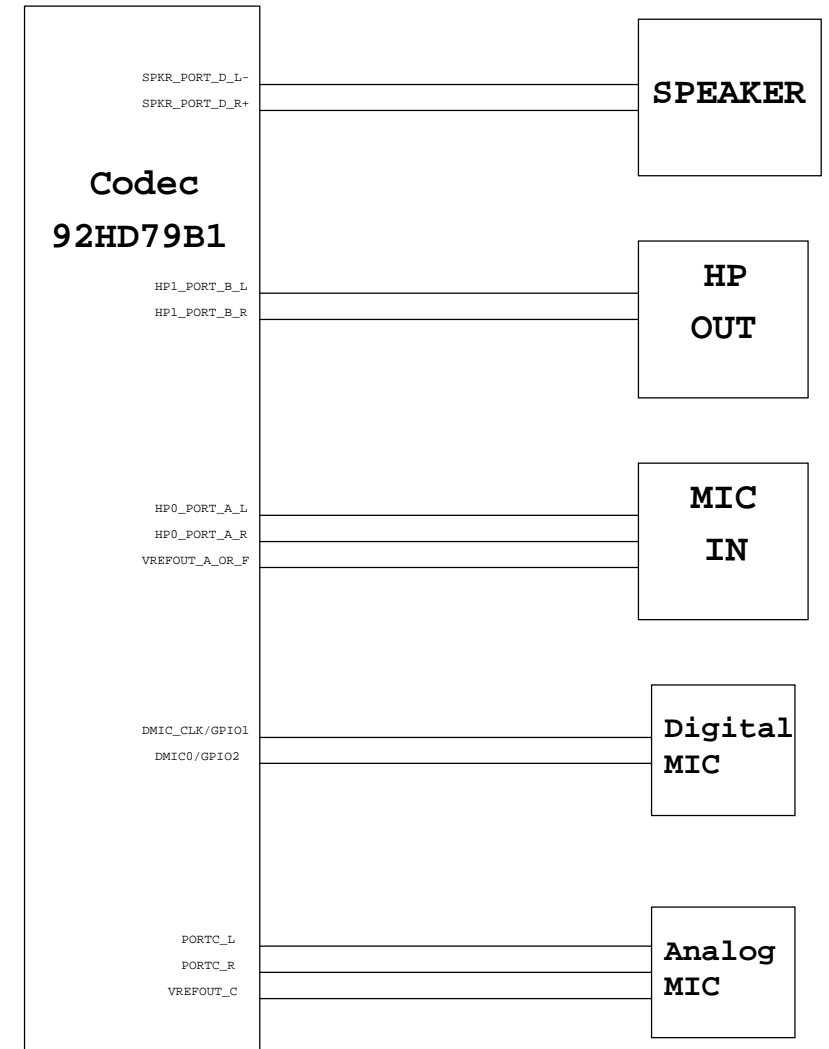 SPKR_PORT_D_L-
SPKR_PORT_D_R+
SPEAKER
Codec
92HD79B1
HP1_PORT_B_L
HP1_PORT_B_R
HP
OUT
HP0_PORT_A_L
HP0_PORT_A_R
VREFOUT_A_OR_F
MIC
IN
DMIC_CLK/GPIO1
DMIC0/GPIO2
Digital
MIC
PORTC_L
PORTC_R
VREFOUT_C
Analog
MIC